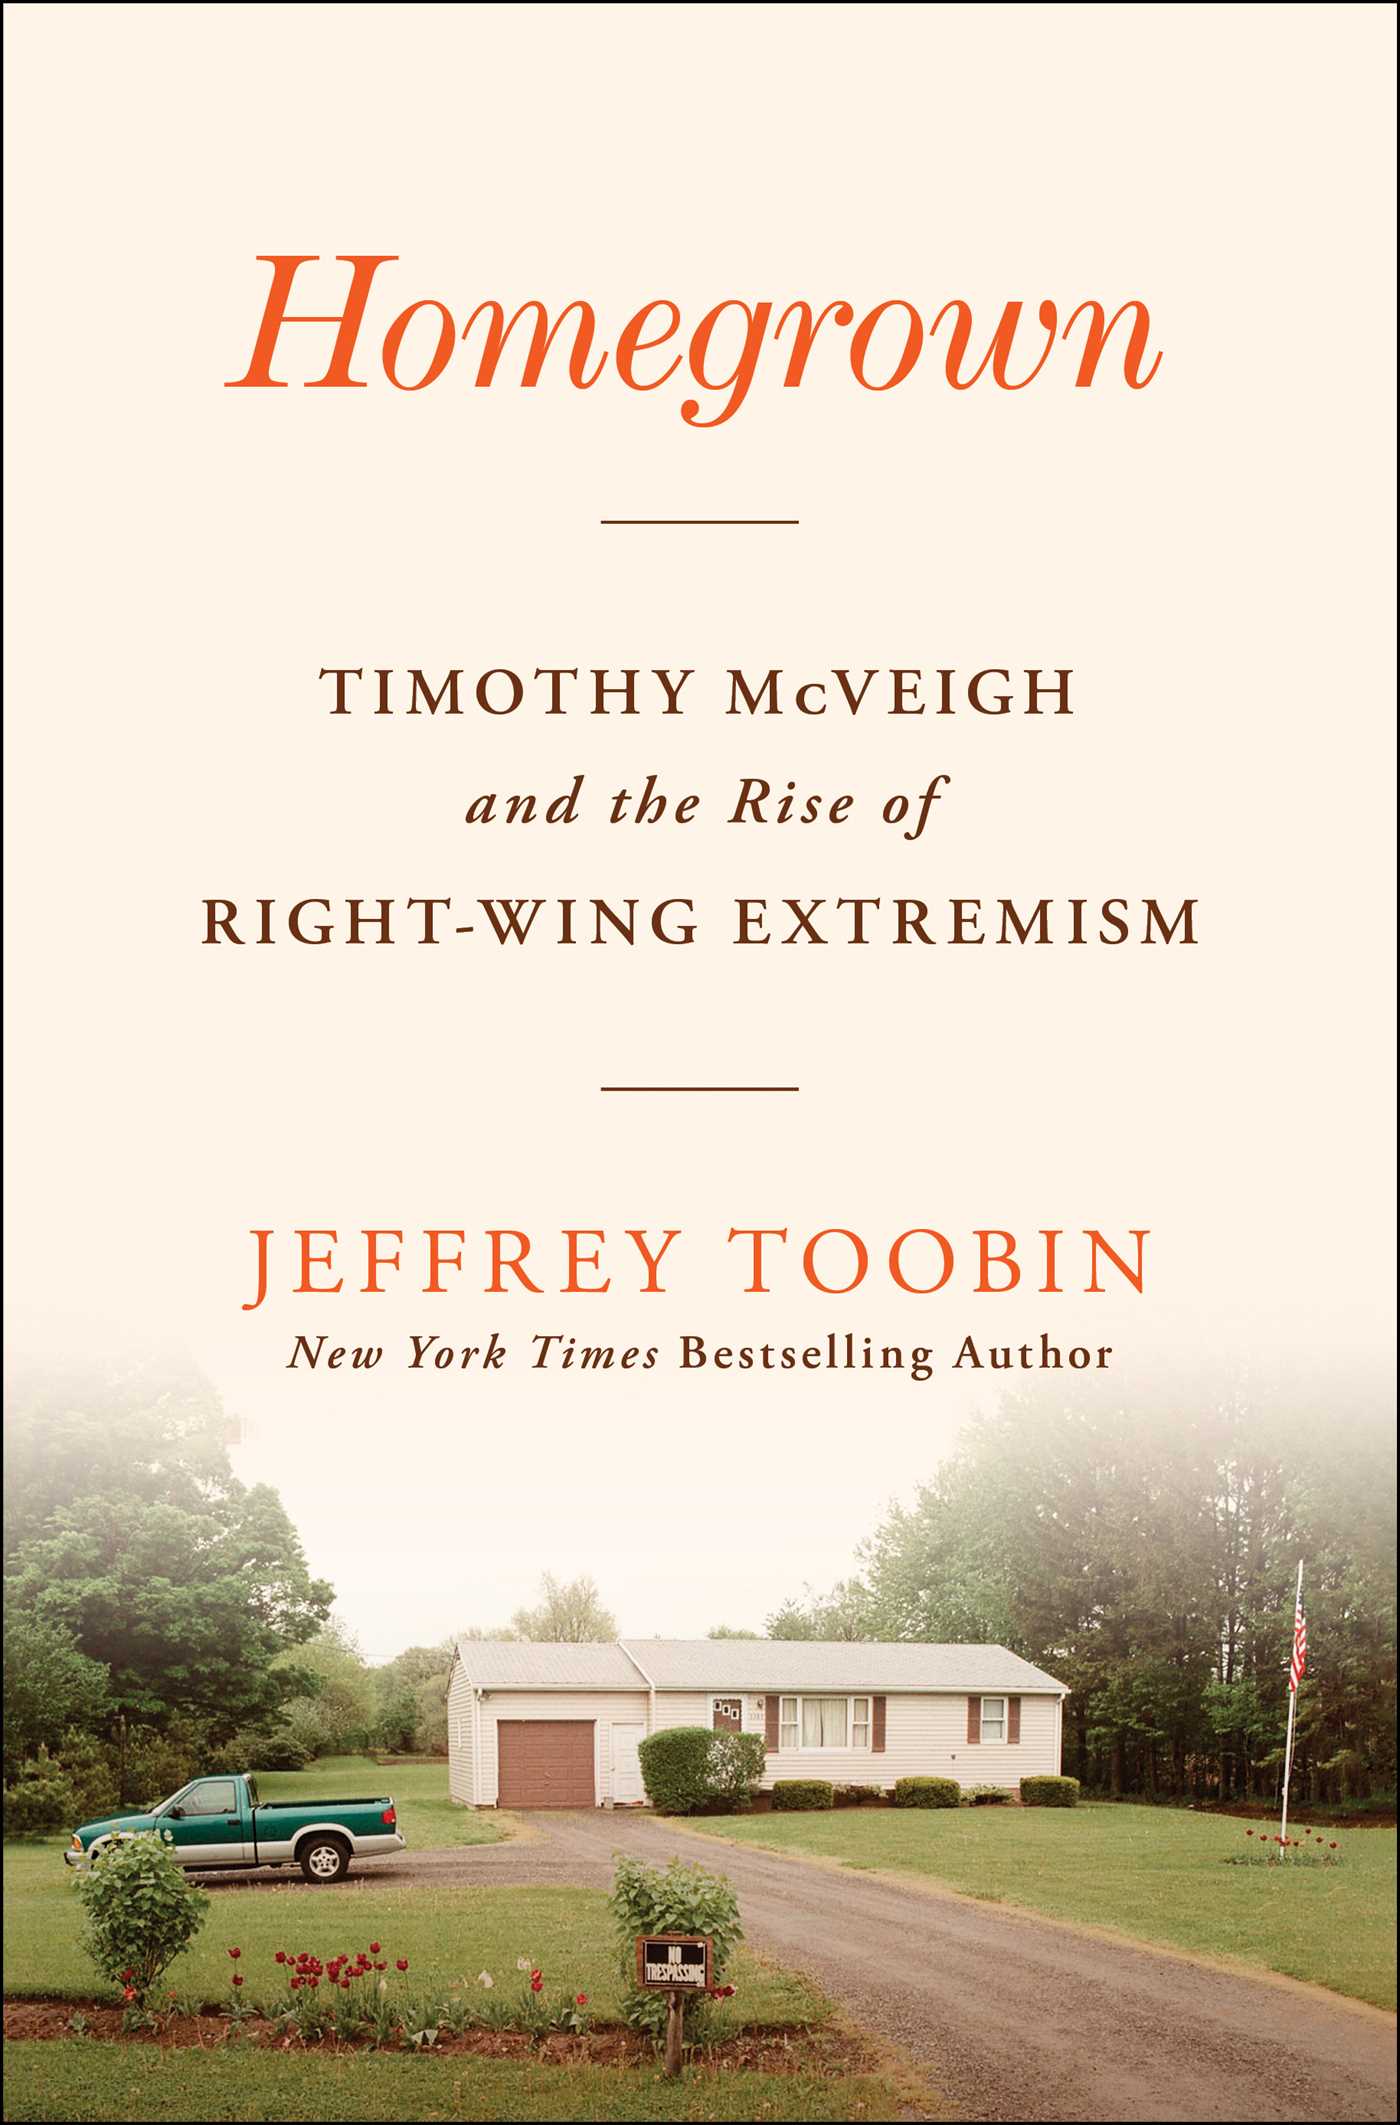 Homegrown
TIMOTHY McVEIGH
and the Rise of
RIGHT-WING EXTREMISM
JEFFREY TOOBIN
New York Times Bestselling Author
NO
TRESPASSING